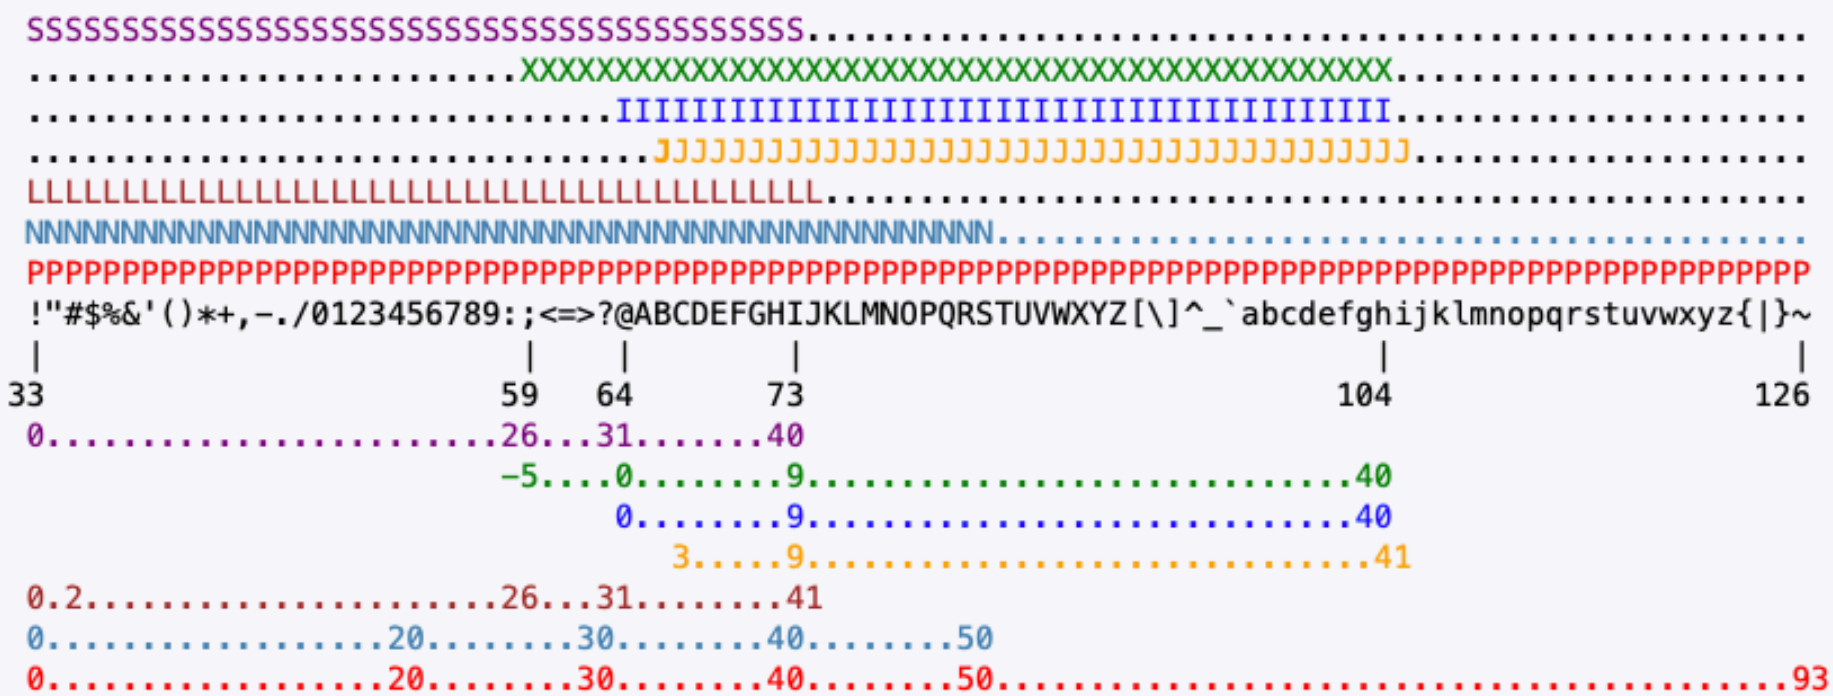 SSSSSSSSSSSSSSSSSSSSSSSSSSSSSSSSSSSSSSSSS.....................................................
..........................XXXXXXXXXXXXXXXXXXXXXXXXXXXXXXXXXXXXXXXXXXXXXX......................
...............................IIIIIIIIIIIIIIIIIIIIIIIIIIIIIIIIIIIIIIIII......................
.................................JJJJJJJJJJJJJJJJJJJJJJJJJJJJJJJJJJJJJJJJ.....................
LLLLLLLLLLLLLLLLLLLLLLLLLLLLLLLLLLLLLLLLLL....................................................
NNNNNNNNNNNNNNNNNNNNNNNNNNNNNNNNNNNNNNNNNNNNNNNNNNN...........................................
PPPPPPPPPPPPPPPPPPPPPPPPPPPPPPPPPPPPPPPPPPPPPPPPPPPPPPPPPPPPPPPPPPPPPPPPPPPPPPPPPPPPPPPPPPPPPP
!"#$%&'()*+,-./0123456789:;<=>?@ABCDEFGHIJKLMNOPQRSTUVWXYZ[\]^_`abcdefghijklmnopqrstuvwxyz{|}~
|                         |    |        |                              |                     |
33                        59   64       73                            104                   126
0........................26...31.......40
-5....0........9.............................40
0........9.............................40
3.....9..............................41
0.2......................26...31........41
0..................20........30........40........50
0..................20........30........40........50..........................................93